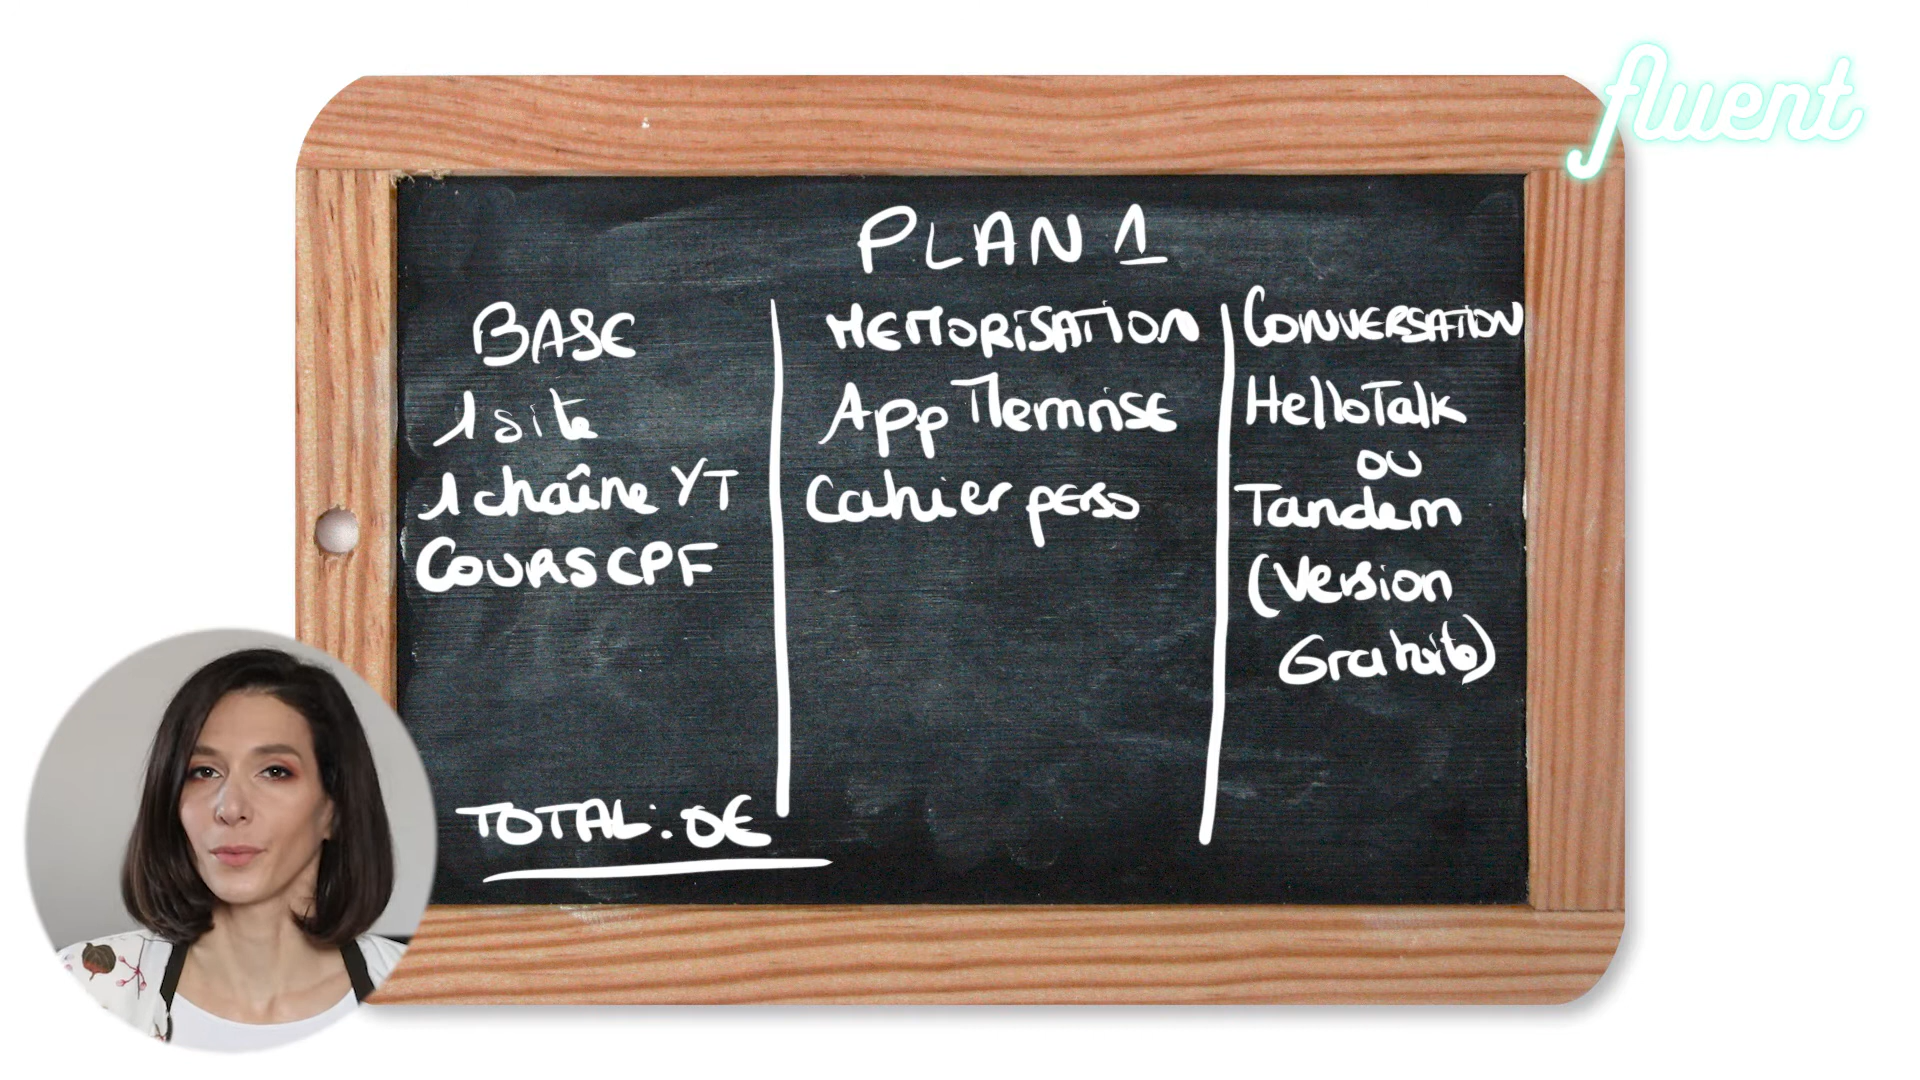 fluent
PLAN 1
BASE
1 site
1 chaîne YT
COURS CPF
TOTAL: 0€
MEMORISATION
App Memrise
Cahier perso
CONVERSATION
HelloTalk
ou
Tandem
(Version
Gratuite)